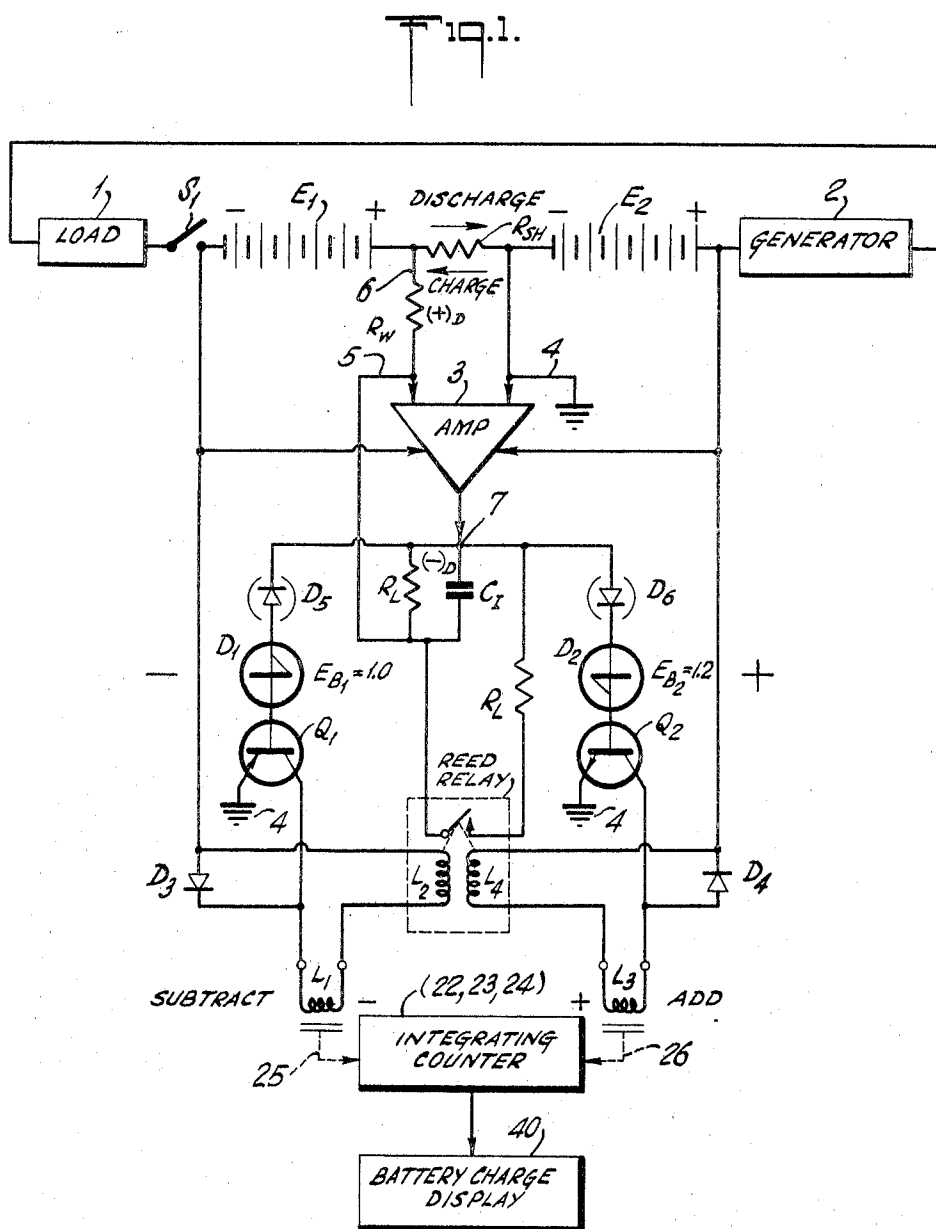 Fig. 1.
1 S1 E1 DISCHARGE E2 2
LOAD - + RSH - + GENERATOR
6 CHARGE
RW (+)D
5 3 4
AMP
7
D5 RL (-)D CI D6
D1 EB1=1.0 D2 EB2=1.2
- +
RL
Q1 Q2
REED
RELAY
4 4
D3 L2 L4 D4
L1 L3
SUBTRACT - (22, 23, 24) + ADD
INTEGRATING
COUNTER
25 26
40
BATTERY CHARGE
DISPLAY